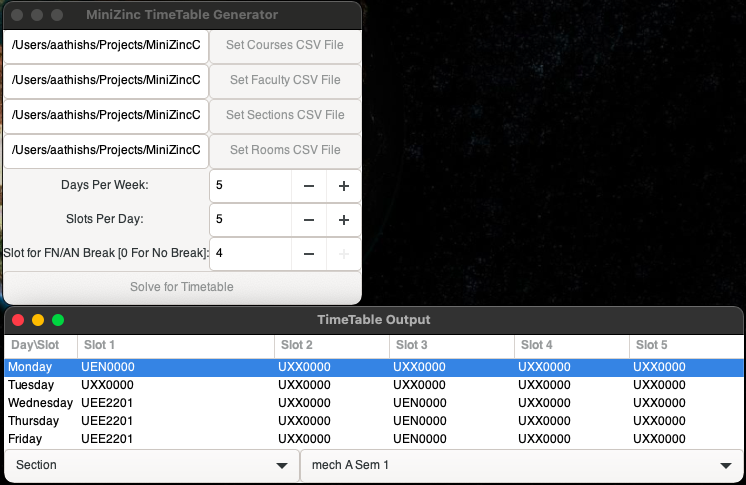 MiniZinc TimeTable Generator
/Users/aathishs/Projects/MiniZincC Set Courses CSV File
/Users/aathishs/Projects/MiniZincC Set Faculty CSV File
/Users/aathishs/Projects/MiniZincC Set Sections CSV File
/Users/aathishs/Projects/MiniZincC Set Rooms CSV File
Days Per Week: 5 − +
Slots Per Day: 5 − +
Slot for FN/AN Break [0 For No Break]: 4 − +
Solve for Timetable
TimeTable Output
Day\Slot Slot 1 Slot 2 Slot 3 Slot 4 Slot 5
Monday UEN0000 UXX0000 UXX0000 UXX0000 UXX0000
Tuesday UXX0000 UXX0000 UXX0000 UXX0000 UXX0000
Wednesday UEE2201 UXX0000 UEN0000 UXX0000 UXX0000
Thursday UEE2201 UXX0000 UEN0000 UXX0000 UXX0000
Friday UEE2201 UXX0000 UEN0000 UXX0000 UXX0000
Section mech A Sem 1